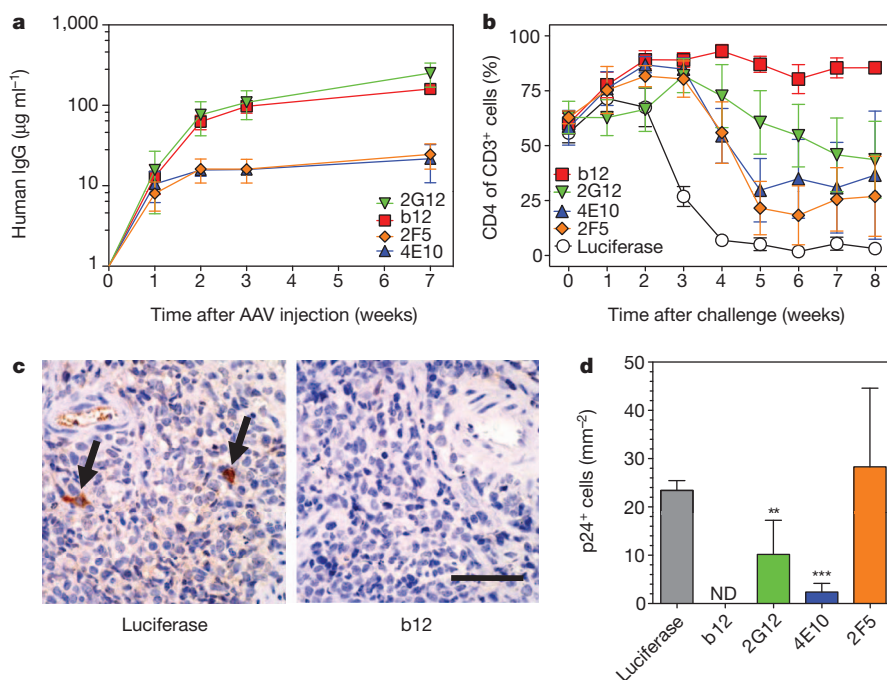 a
1,000
100
10
1
Human IgG (μg ml⁻¹)
0 1 2 3 4 5 6 7
Time after AAV injection (weeks)
2G12
b12
2F5
4E10
b
100
75
50
25
0
CD4 of CD3⁺ cells (%)
b12
2G12
4E10
2F5
Luciferase
0 1 2 3 4 5 6 7 8
Time after challenge (weeks)
c
Luciferase
b12
d
50
40
30
20
10
0
p24⁺ cells (mm⁻²)
ND
**
***
Luciferase
b12
2G12
4E10
2F5